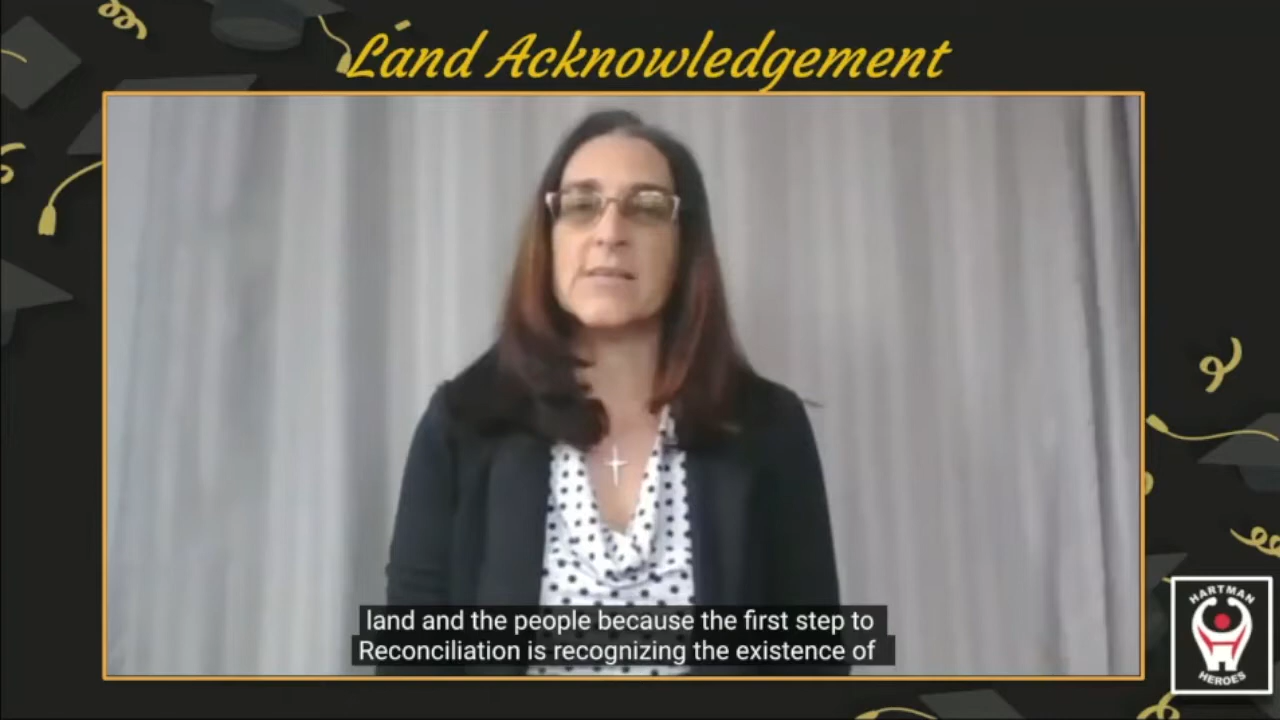 Land Acknowledgement
land and the people because the first step to
Reconciliation is recognizing the existence of
HARTMAN
HEROES